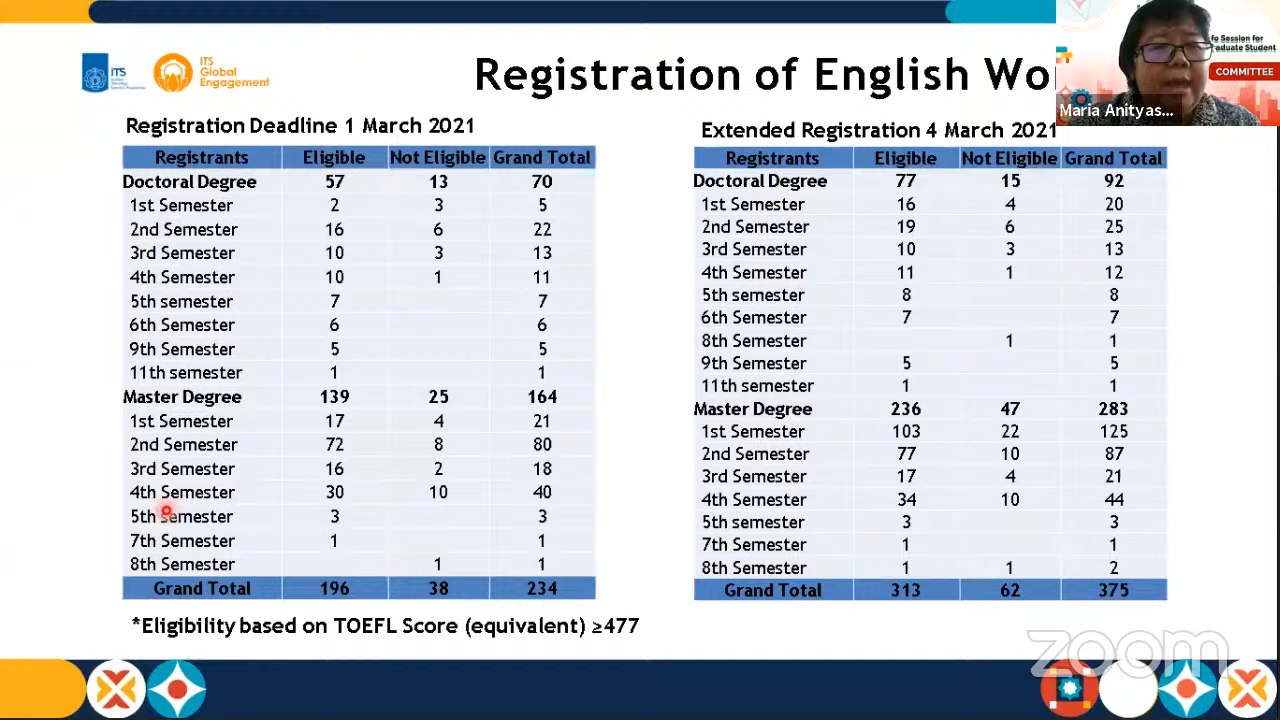 ITS
ITS
Global
Engagement
Registration of English Wo
fo Session for
raduate Student
COMMITTEE
Maria Anityas...
Registration Deadline 1 March 2021
Registrants Eligible Not Eligible Grand Total
Doctoral Degree 57 13 70
1st Semester 2 3 5
2nd Semester 16 6 22
3rd Semester 10 3 13
4th Semester 10 1 11
5th semester 7 7
6th Semester 6 6
9th Semester 5 5
11th semester 1 1
Master Degree 139 25 164
1st Semester 17 4 21
2nd Semester 72 8 80
3rd Semester 16 2 18
4th Semester 30 10 40
5th semester 3 3
7th Semester 1 1
8th Semester 1 1
Grand Total 196 38 234
*Eligibility based on TOEFL Score (equivalent) ≥477
Extended Registration 4 March 2021
Registrants Eligible Not Eligible Grand Total
Doctoral Degree 77 15 92
1st Semester 16 4 20
2nd Semester 19 6 25
3rd Semester 10 3 13
4th Semester 11 1 12
5th semester 8 8
6th Semester 7 7
8th Semester 1 1
9th Semester 5 5
11th semester 1 1
Master Degree 236 47 283
1st Semester 103 22 125
2nd Semester 77 10 87
3rd Semester 17 4 21
4th Semester 34 10 44
5th semester 3 3
7th Semester 1 1
8th Semester 1 1 2
Grand Total 313 62 375
zoom